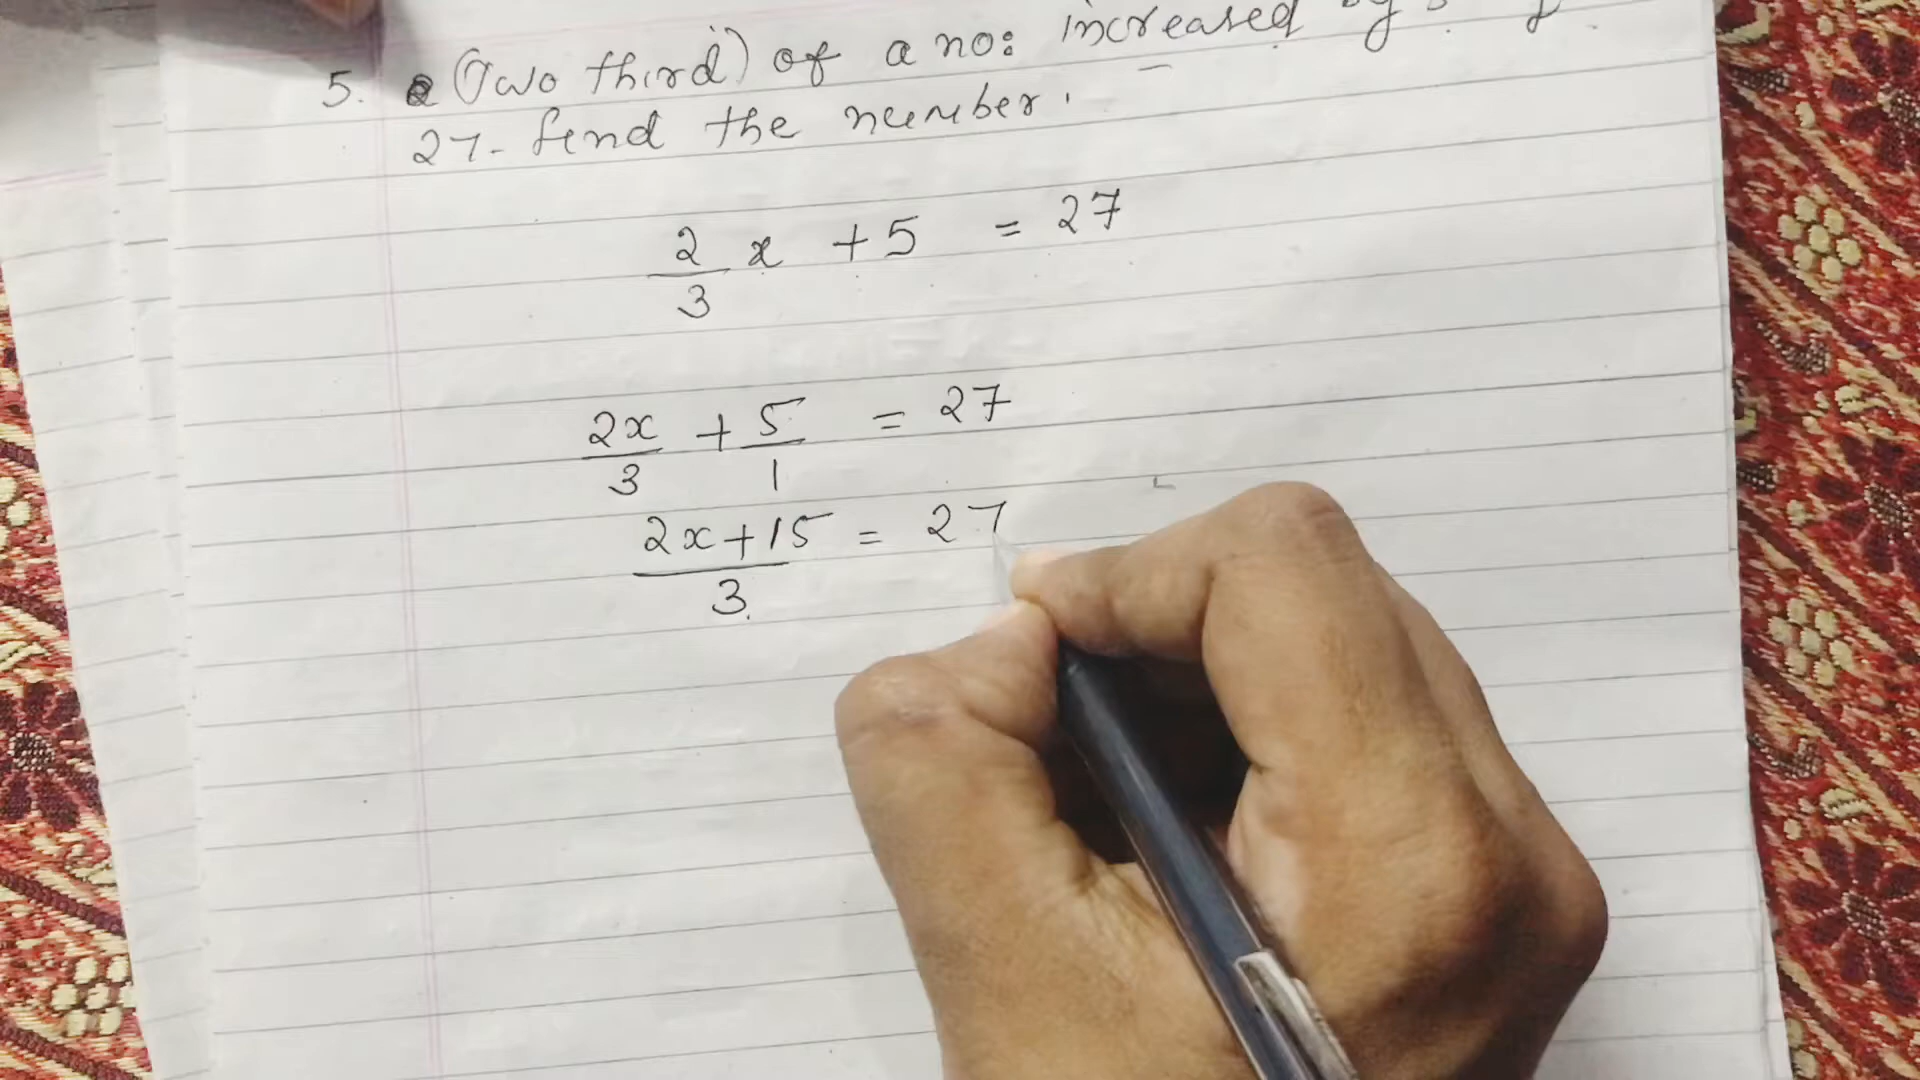 5. (Two third) of a no: increased by
27. find the number.
2/3 x + 5 = 27
2x/3 + 5/1 = 27
2x+15/3 = 27